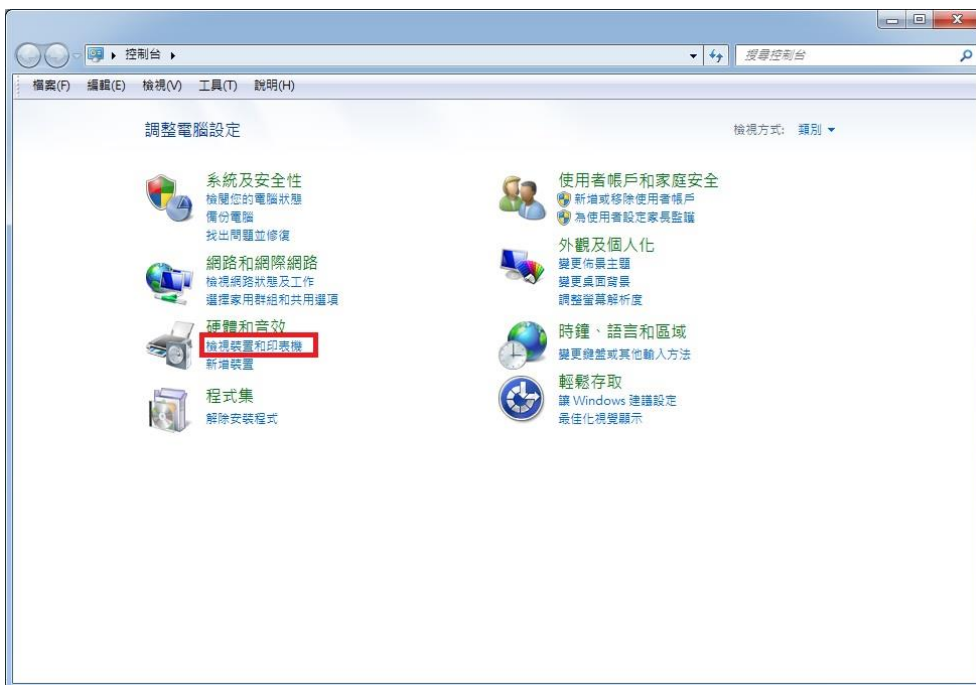 控制台
搜尋控制台
檔案(F) 編輯(E) 檢視(V) 工具(T) 說明(H)
調整電腦設定
檢視方式: 類別
系統及安全性
檢閱您的電腦狀態
備份電腦
找出問題並修復
網路和網際網路
檢視網路狀態及工作
選擇家用群組和共用選項
硬體和音效
檢視裝置和印表機
新增裝置
程式集
解除安裝程式
使用者帳戶和家庭安全
新增或移除使用者帳戶
為使用者設定家長監護
外觀及個人化
變更佈景主題
變更桌面背景
調整螢幕解析度
時鐘、語言和區域
變更鍵盤或其他輸入方法
輕鬆存取
讓 Windows 建議設定
最佳化視覺顯示